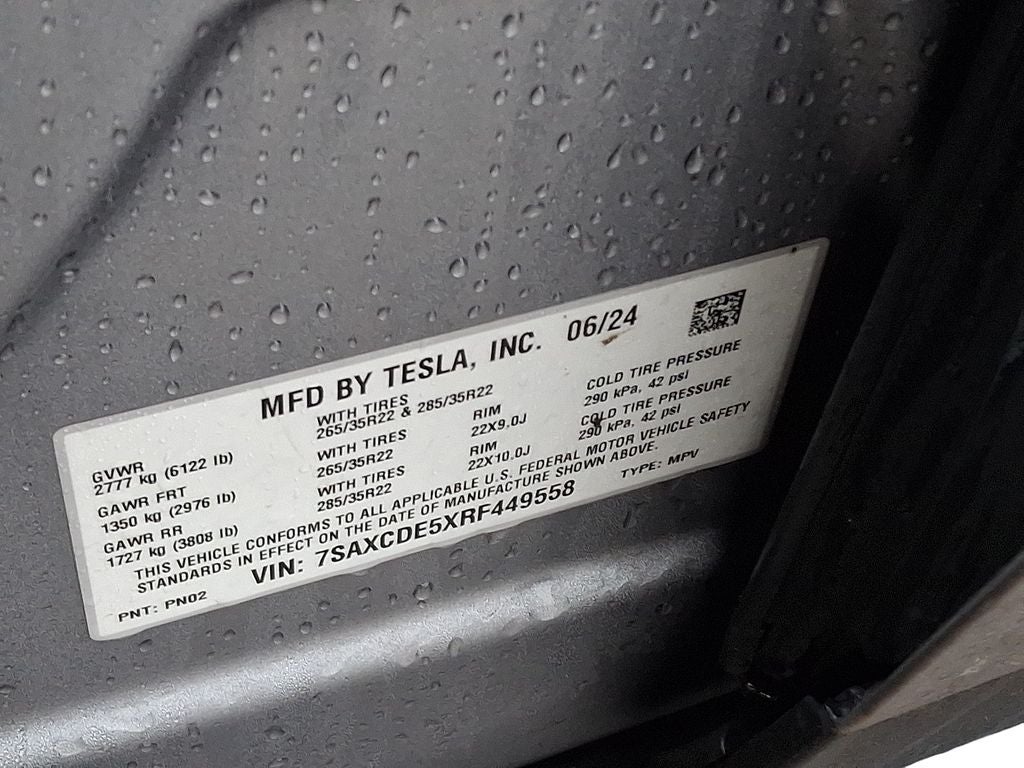 MFD BY TESLA, INC. 06/24
GVWR
2777 kg (6122 lb)
WITH TIRES
265/35R22 & 285/35R22
COLD TIRE PRESSURE
290 kPa, 42 psi
GAWR FRT
1350 kg (2976 lb)
WITH TIRES
265/35R22
RIM
22X9.0J
COLD TIRE PRESSURE
290 kPa, 42 psi
GAWR RR
1727 kg (3808 lb)
WITH TIRES
285/35R22
RIM
22X10.0J
THIS VEHICLE CONFORMS TO ALL APPLICABLE U.S. FEDERAL MOTOR VEHICLE SAFETY
STANDARDS IN EFFECT ON THE DATE OF MANUFACTURE SHOWN ABOVE.
VIN: 7SAXCDE5XRF449558
TYPE: MPV
PNT: PN02